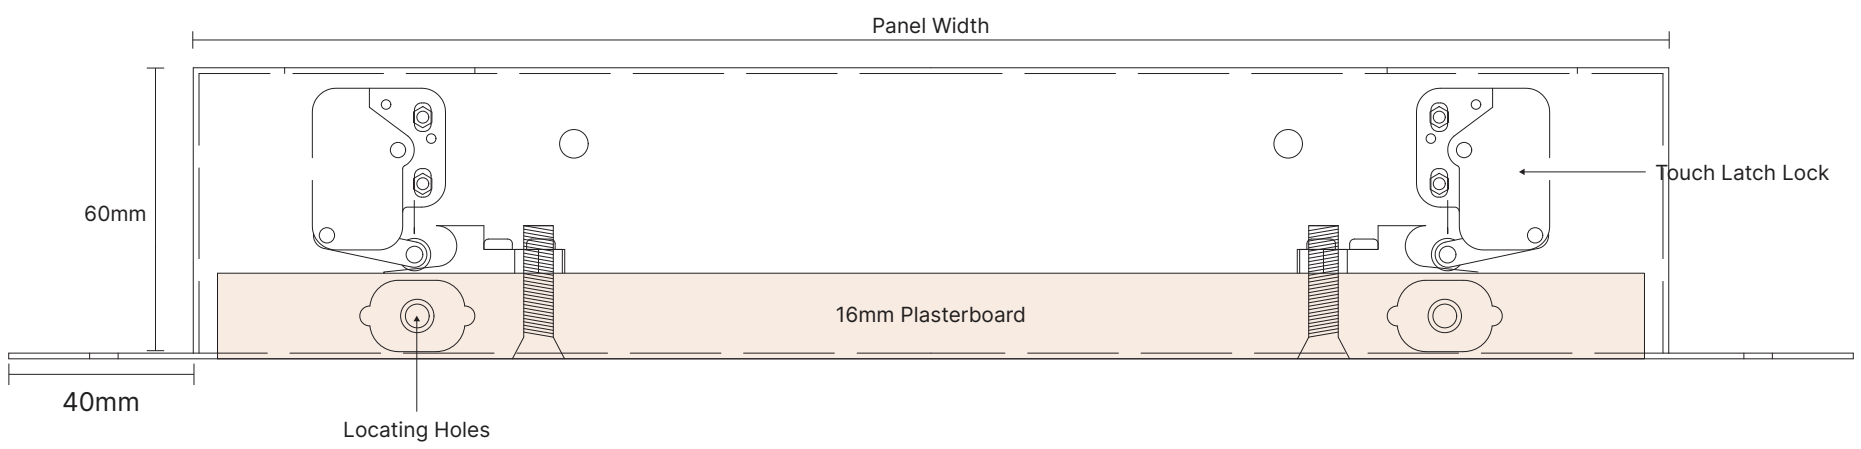 Panel Width
Touch Latch Lock
60mm
16mm Plasterboard
40mm
Locating Holes